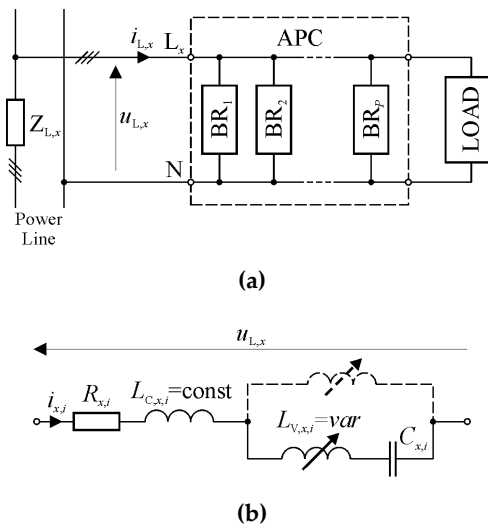 i_L,x
L_x
APC
Z_L,x
u_L,x
BR_1
BR_2
BR_P
LOAD
N
Power
Line
(a)
u_L,x
i_x,i
R_x,i
L_C,x,i=const
L_V,x,i=var
C_x,i
(b)